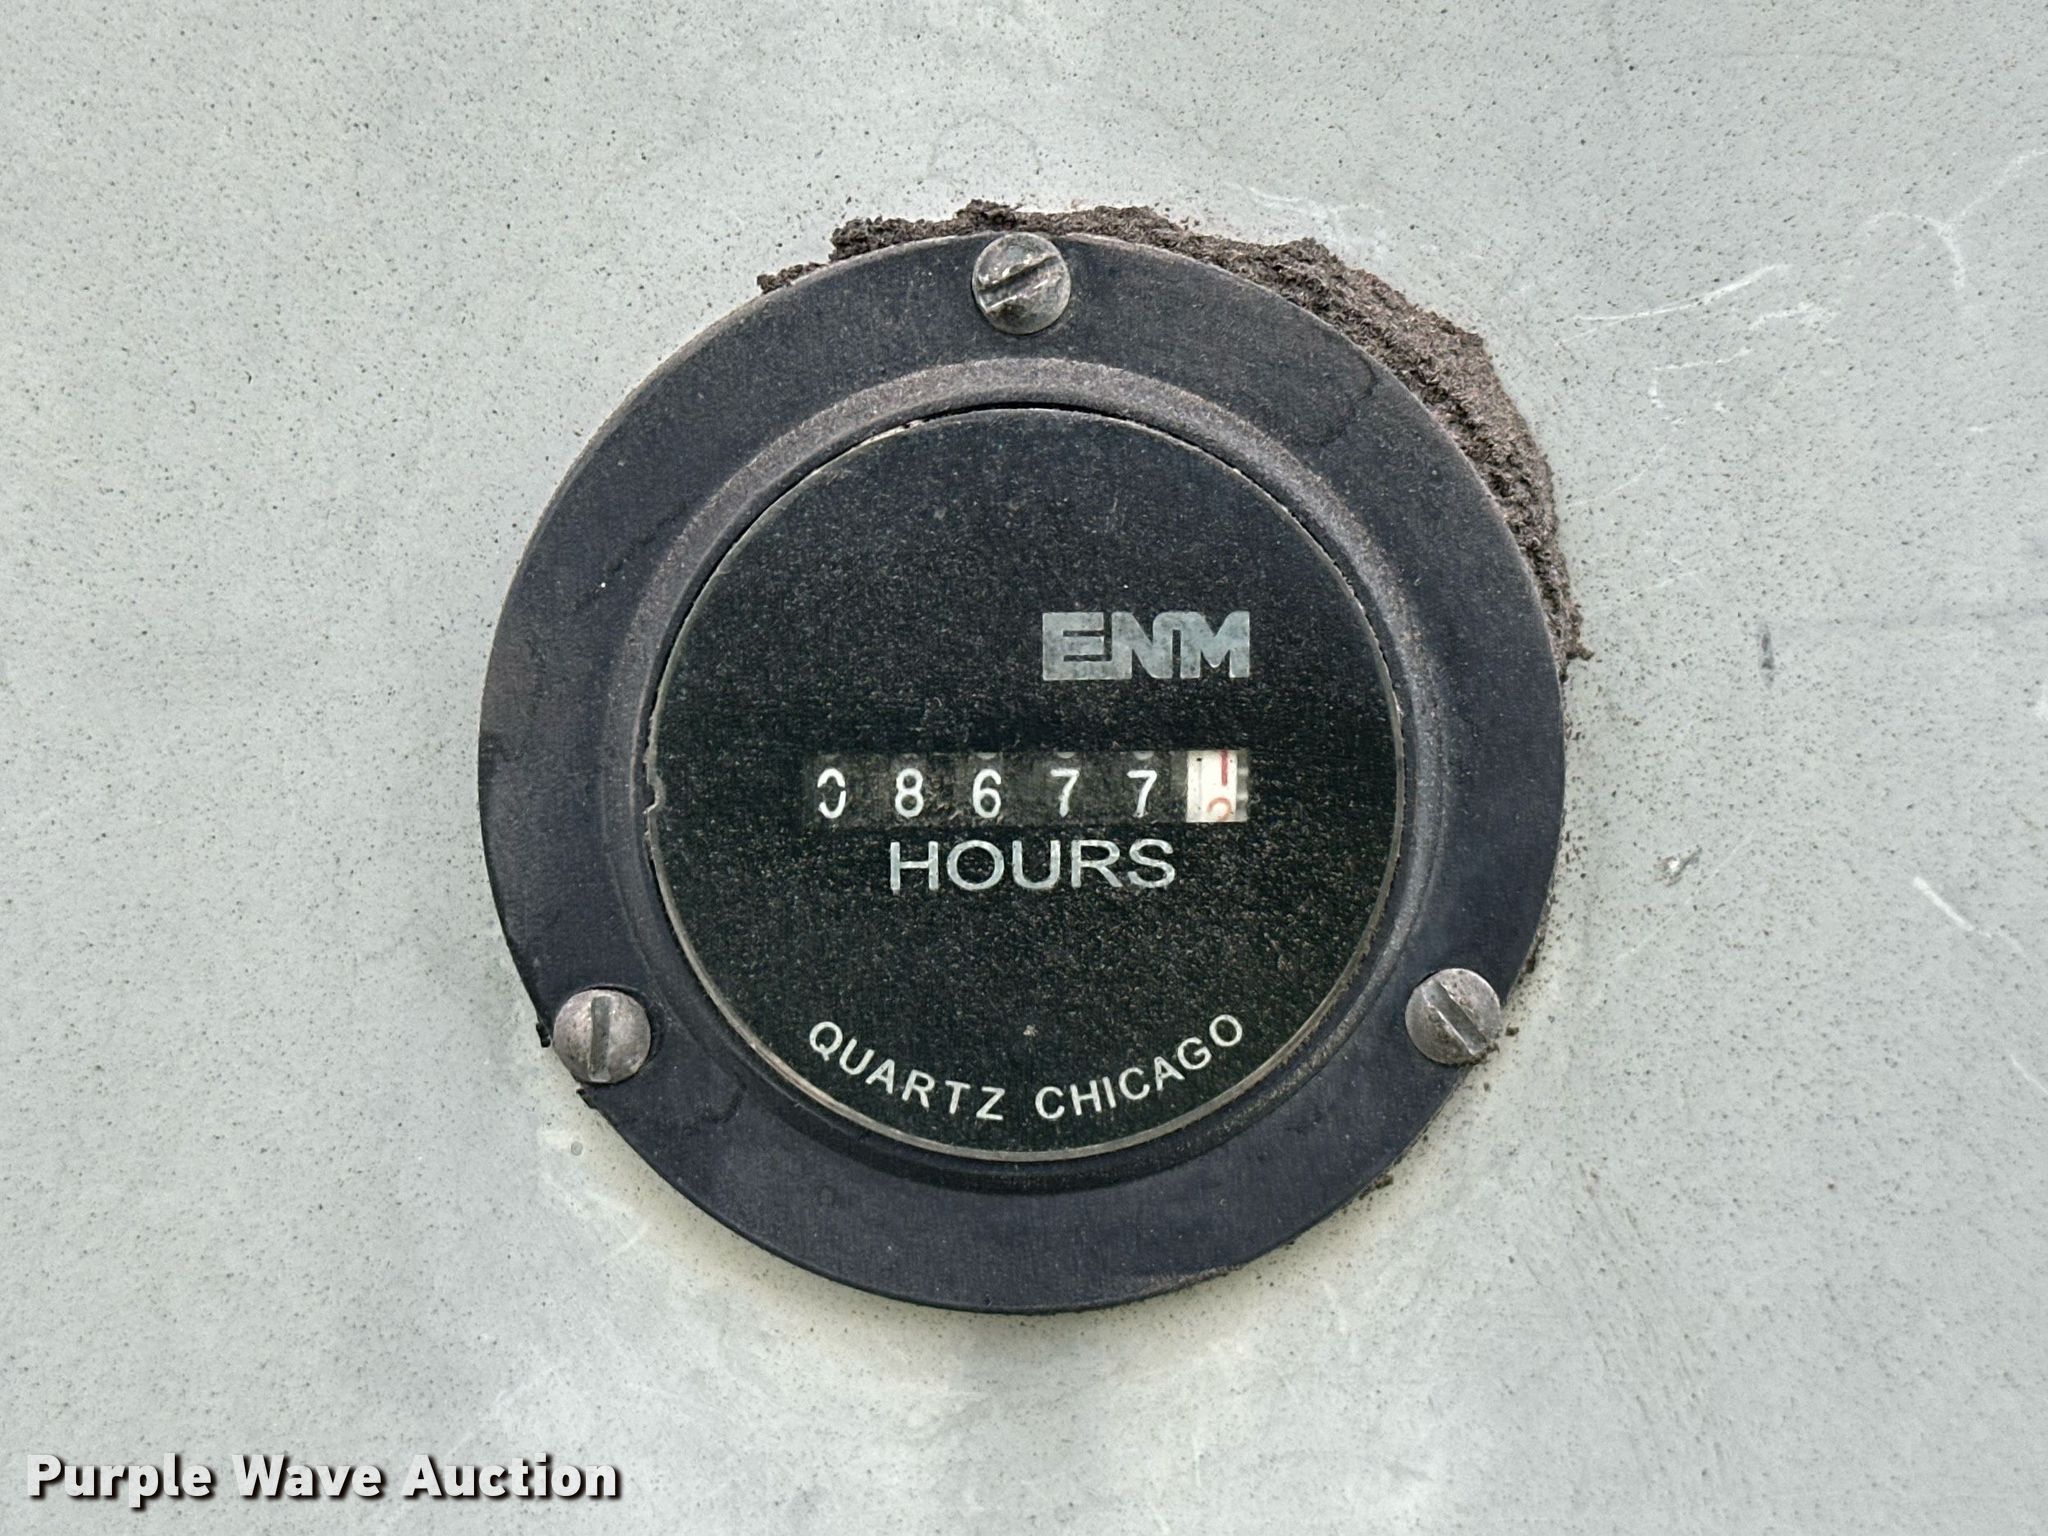 ENM
08677
HOURS
QUARTZ CHICAGO
Purple Wave Auction